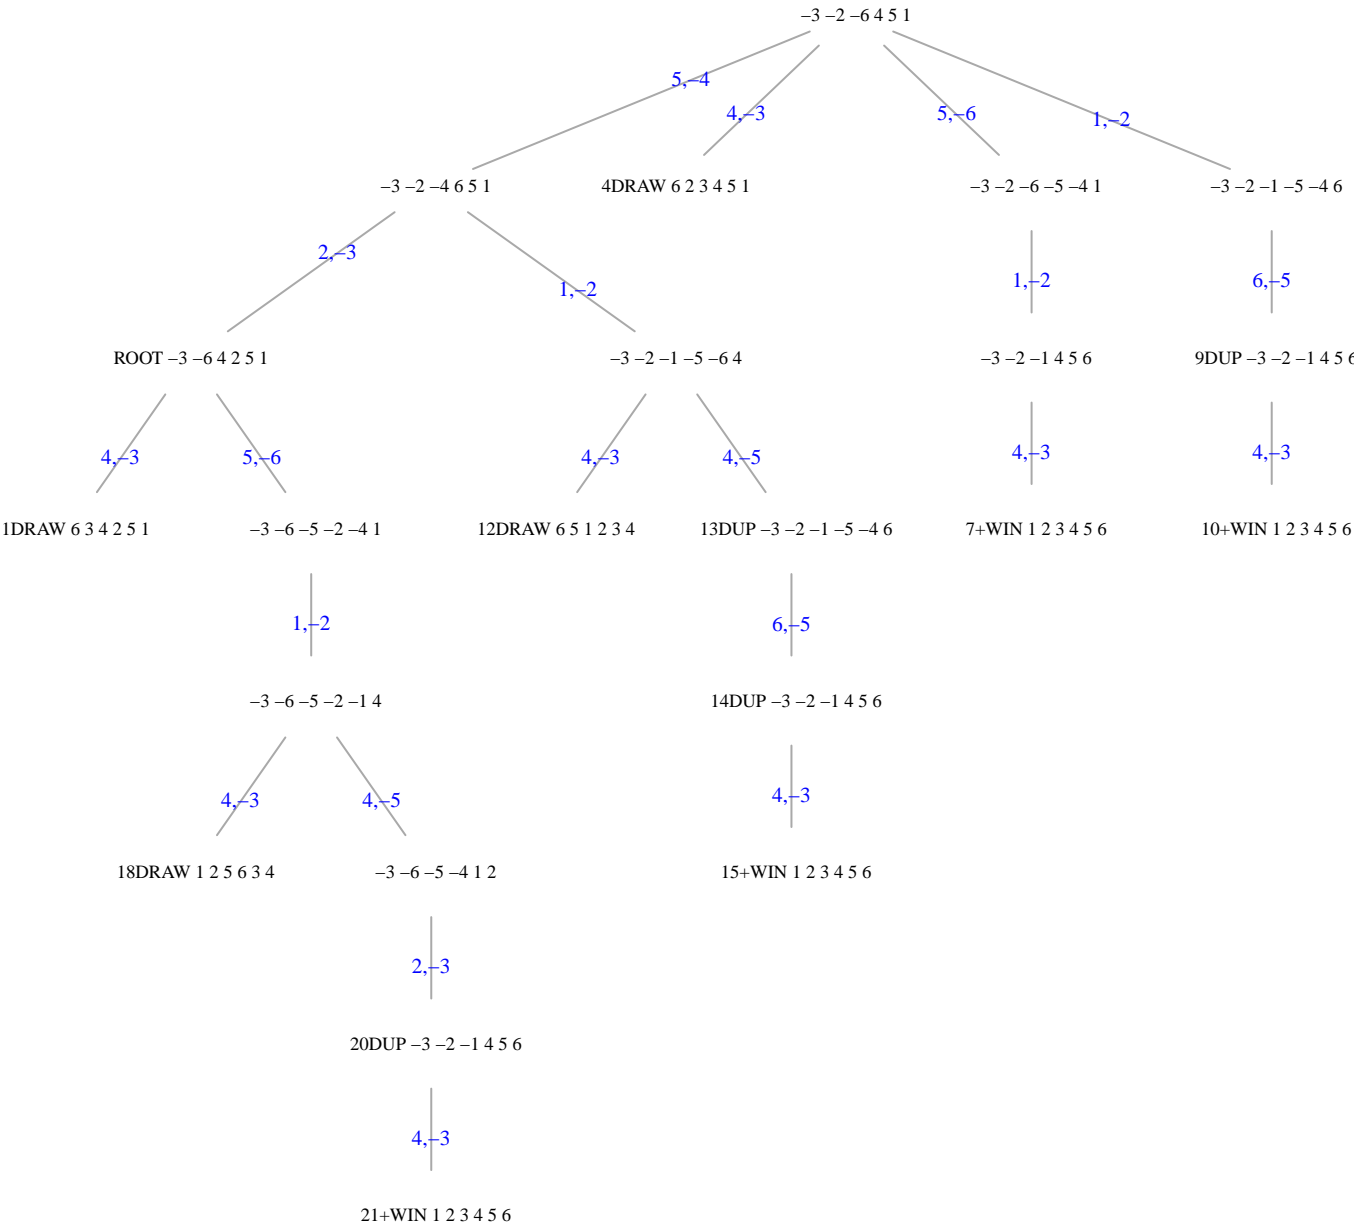 –3 –2 –6 4 5 1
5,–4
4,–3
5,–6
1,–2
–3 –2 –4 6 5 1
4DRAW 6 2 3 4 5 1
–3 –2 –6 –5 –4 1
–3 –2 –1 –5 –4 6
2,–3
1,–2
1,–2
6,–5
ROOT –3 –6 4 2 5 1
–3 –2 –1 –5 –6 4
–3 –2 –1 4 5 6
9DUP –3 –2 –1 4 5 6
4,–3
5,–6
4,–3
4,–5
4,–3
4,–3
1DRAW 6 3 4 2 5 1
–3 –6 –5 –2 –4 1
12DRAW 6 5 1 2 3 4
13DUP –3 –2 –1 –5 –4 6
7+WIN 1 2 3 4 5 6
10+WIN 1 2 3 4 5 6
1,–2
6,–5
–3 –6 –5 –2 –1 4
14DUP –3 –2 –1 4 5 6
4,–3
4,–5
4,–3
18DRAW 1 2 5 6 3 4
–3 –6 –5 –4 1 2
15+WIN 1 2 3 4 5 6
2,–3
20DUP –3 –2 –1 4 5 6
4,–3
21+WIN 1 2 3 4 5 6